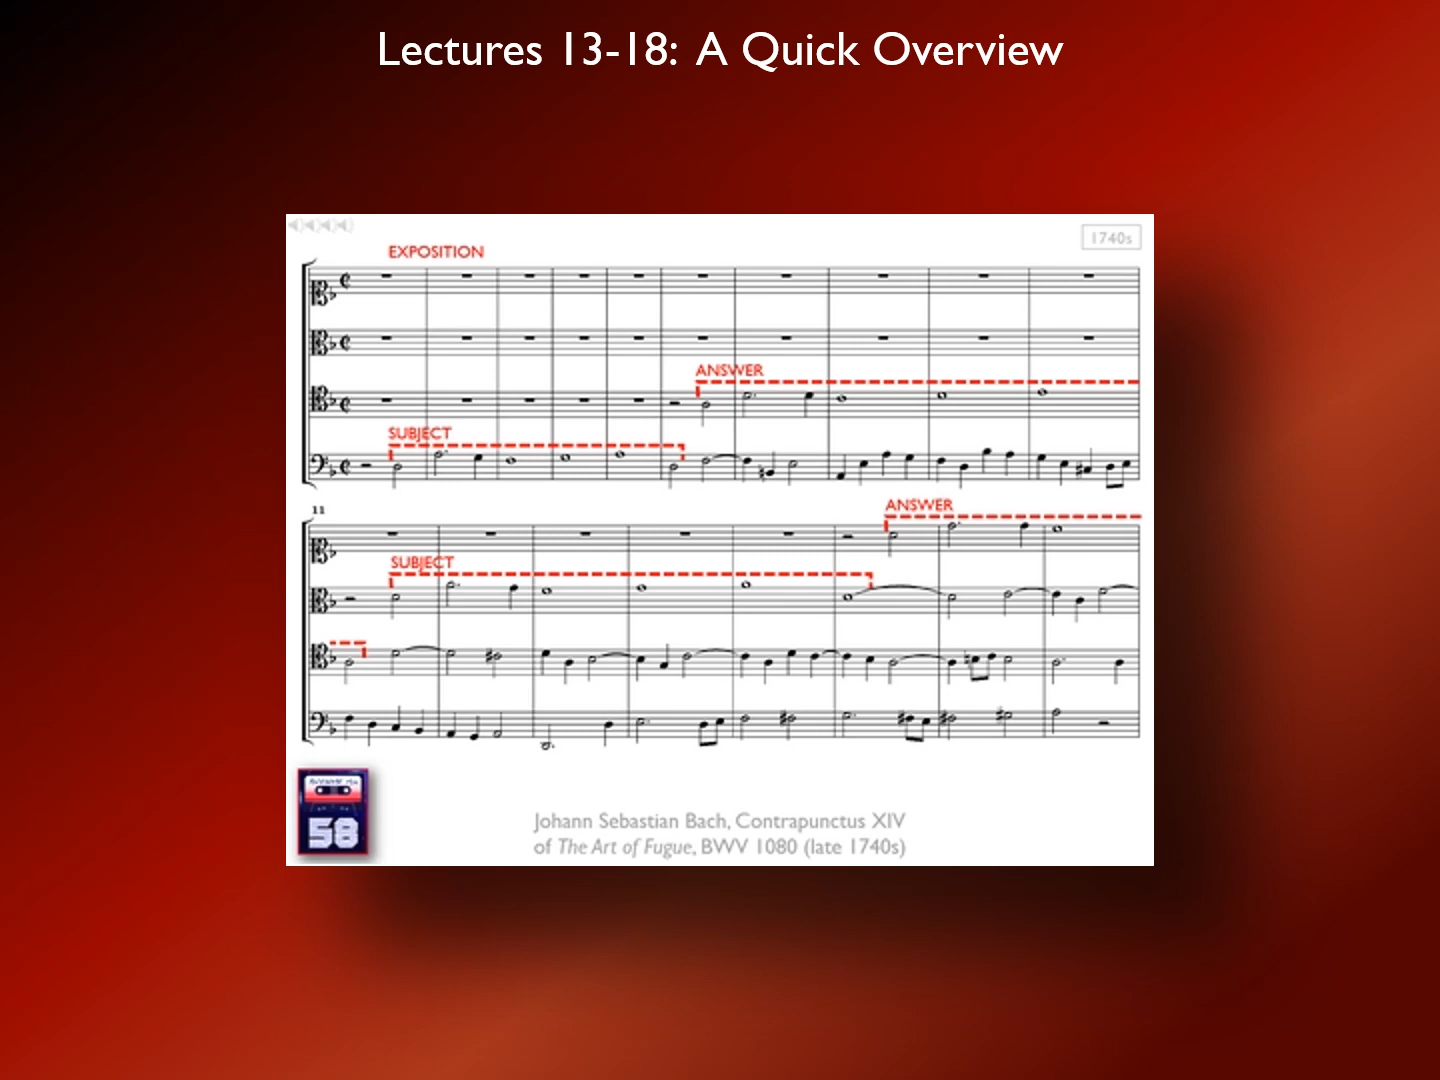 Lectures 13-18: A Quick Overview
1740s
EXPOSITION
ANSWER
SUBJECT
11
ANSWER
SUBJECT
58
Johann Sebastian Bach, Contrapunctus XIV
of The Art of Fugue, BWV 1080 (late 1740s)